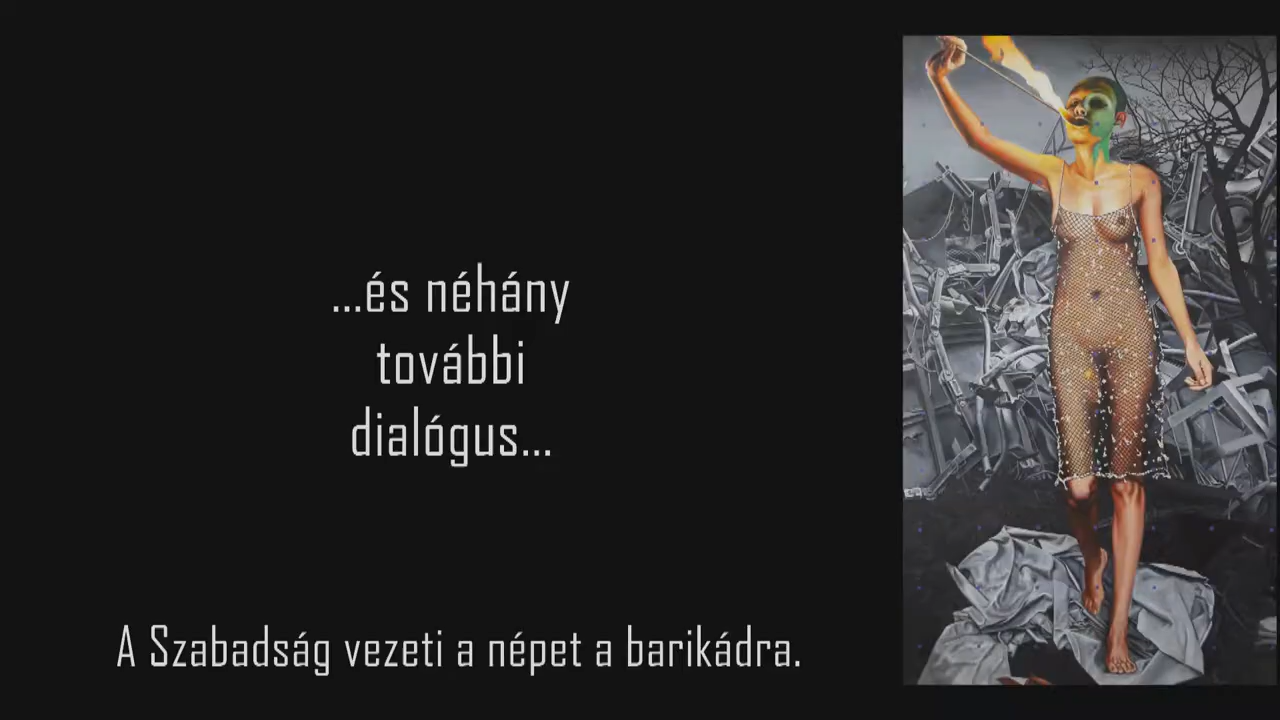 ...és néhány
további
dialógus...
A Szabadság vezeti a népet a barikádra.